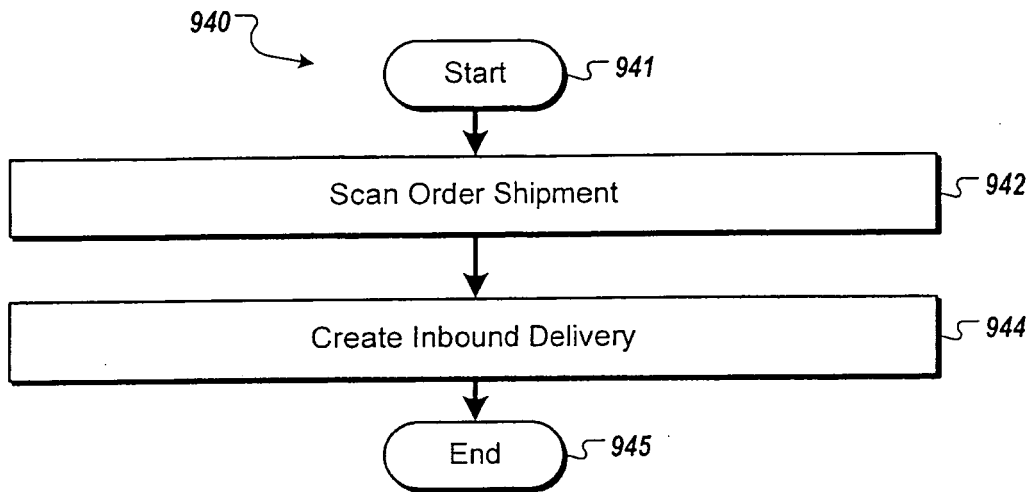 940
Start
941
Scan Order Shipment
942
Create Inbound Delivery
944
End
945